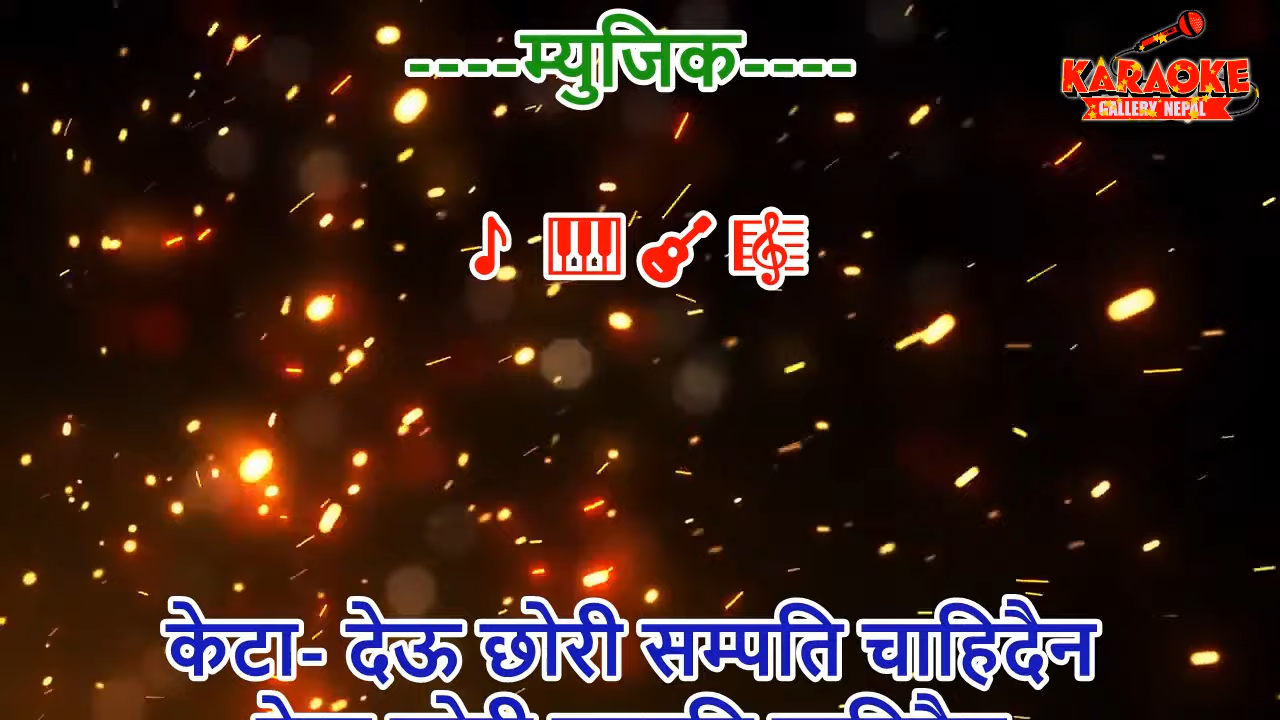 ----म्युजिक----
KARAOKE
GALLERY NEPAL
केटा- देऊ छोरी सम्पति चाहिदैन